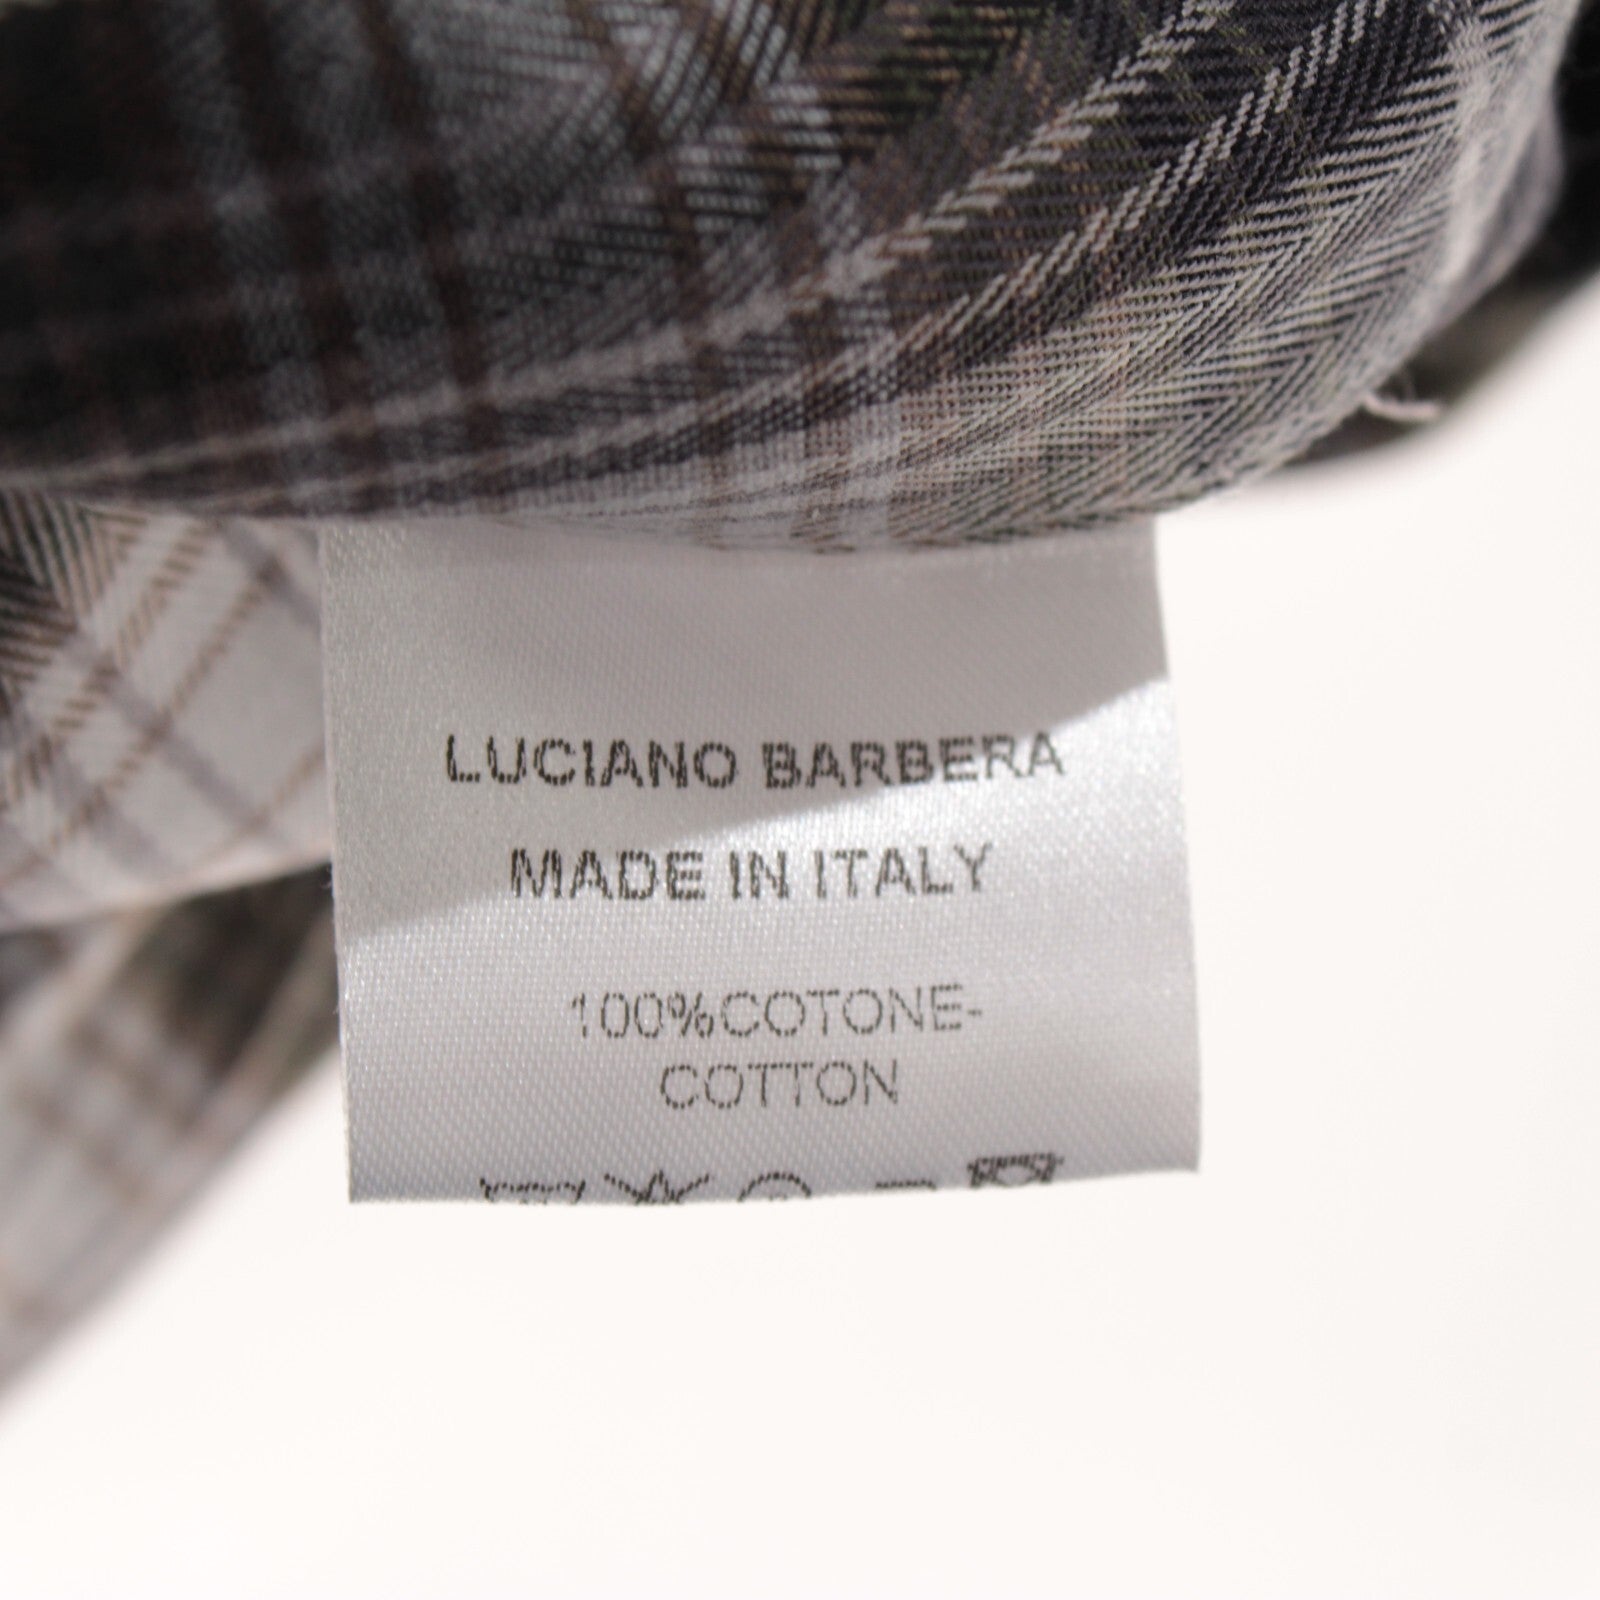 LUCIANO BARBERA
MADE IN ITALY
100%COTONE-
COTTON